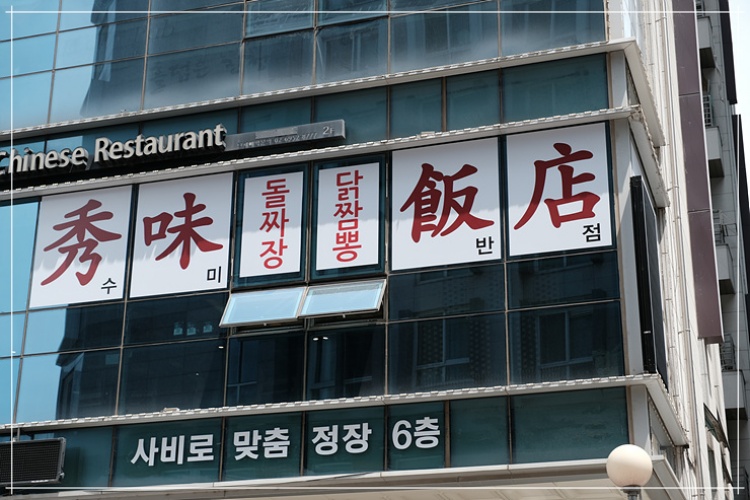 Chinese Restaurant 2F
秀 수
味 미
돌짜장
닭짬뽕
飯 반
店 점
사비로 맞춤 정장 6층